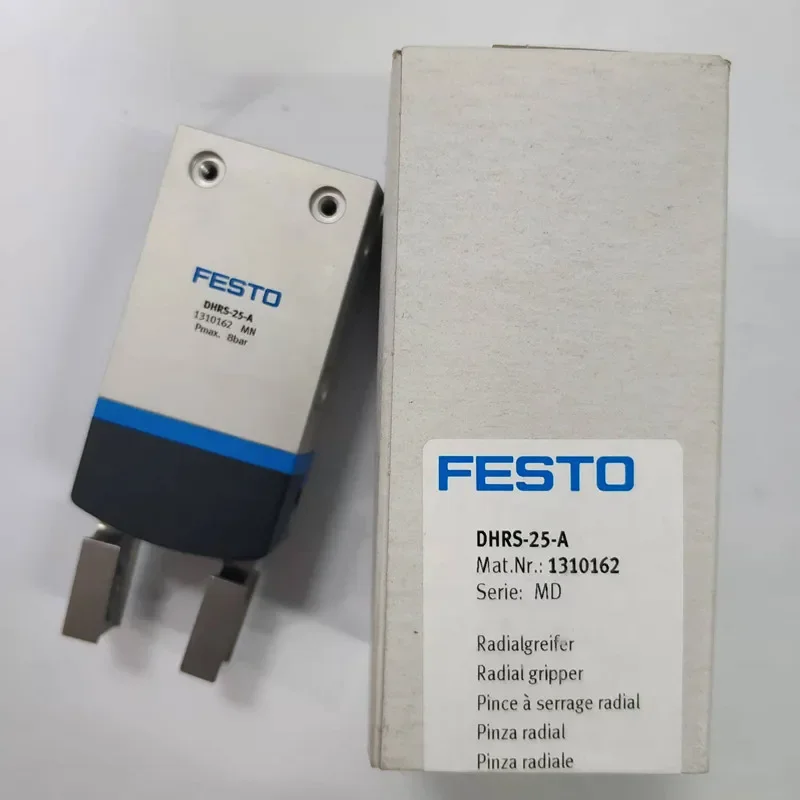 FESTO
DHRS-25-A
1310162 MN
Pmax. 8bar
FESTO
DHRS-25-A
Mat.Nr.: 1310162
Serie: MD
Radialgreifer
Radial gripper
Pince à serrage radial
Pinza radial
Pinza radiale